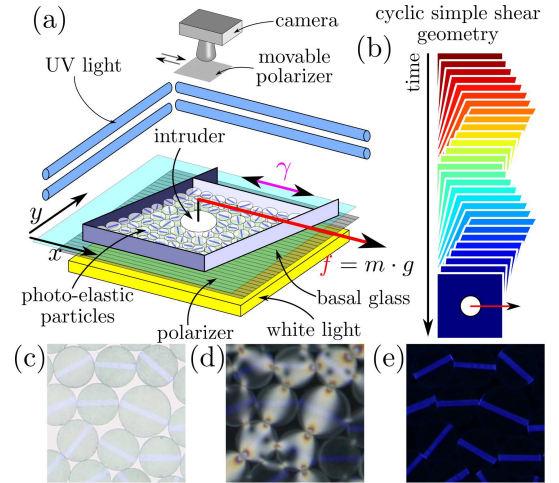 (a)
camera
movable
polarizer
UV light
intruder
γ
y
x
f = m · g
photo-elastic
particles
basal glass
polarizer
white light
cyclic simple shear
geometry
(b)
time
(c)
(d)
(e)